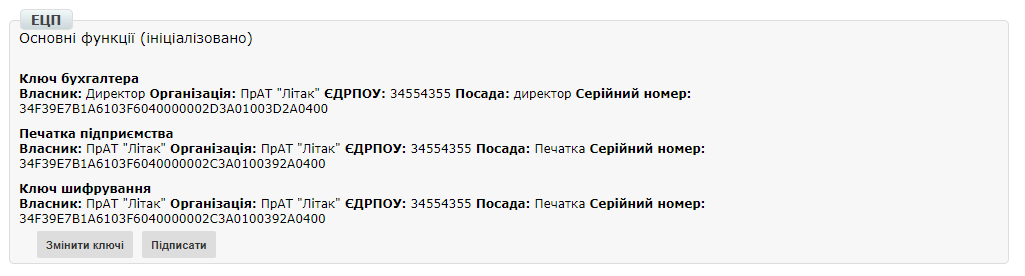 ЕЦП
Основні функції (ініціалізовано)
Ключ бухгалтера
Власник: Директор Організація: ПрАТ "Літак" ЄДРПОУ: 34554355 Посада: директор Серійний номер:
34F39E7B1A6103F6040000002D3A01003D2A0400
Печатка підприємства
Власник: ПрАТ "Літак" Організація: ПрАТ "Літак" ЄДРПОУ: 34554355 Посада: Печатка Серійний номер:
34F39E7B1A6103F6040000002C3A0100392A0400
Ключ шифрування
Власник: ПрАТ "Літак" Організація: ПрАТ "Літак" ЄДРПОУ: 34554355 Посада: Печатка Серійний номер:
34F39E7B1A6103F6040000002C3A0100392A0400
Змінити ключі Підписати